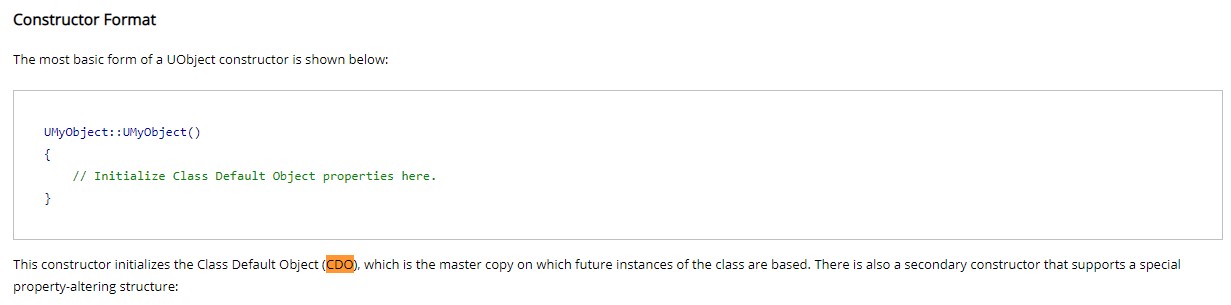 Constructor Format
The most basic form of a UObject constructor is shown below:
UMyObject::UMyObject()
{
// Initialize Class Default Object properties here.
}
This constructor initializes the Class Default Object (CDO), which is the master copy on which future instances of the class are based. There is also a secondary constructor that supports a special
property-altering structure: